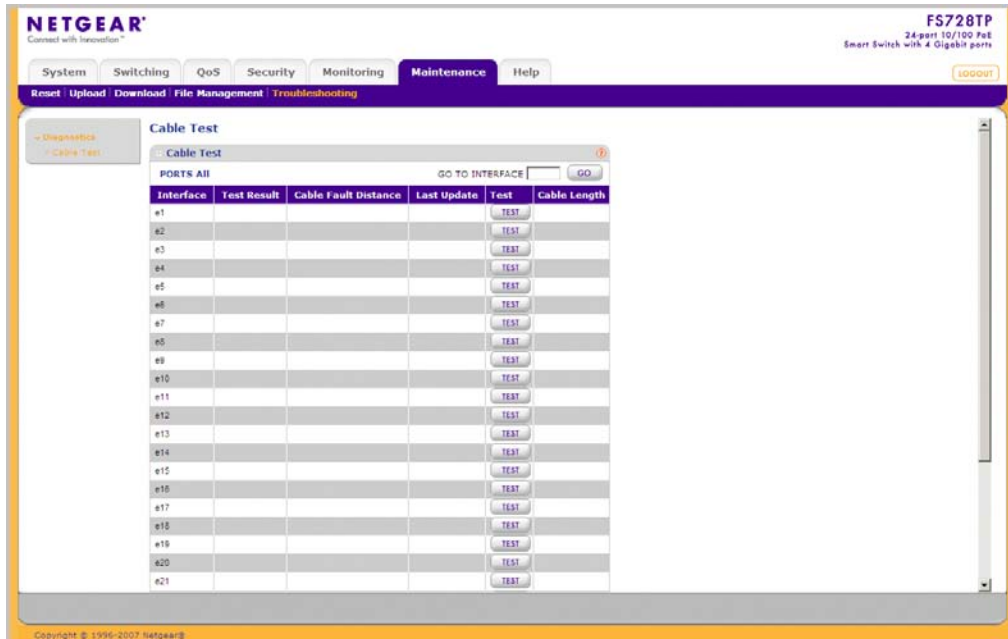 NETGEAR®
Connect with Innovation™
FS728TP
24-port 10/100 PoE
Smart Switch with 4 Gigabit ports
System Switching QoS Security Monitoring Maintenance Help
LOGOUT
Reset Upload Download File Management Troubleshooting
Diagnostics
Cable Test
Cable Test
Cable Test
PORTS All GO TO INTERFACE GO
Interface Test Result Cable Fault Distance Last Update Test Cable Length
e1 TEST
e2 TEST
e3 TEST
e4 TEST
e5 TEST
e6 TEST
e7 TEST
e8 TEST
e9 TEST
e10 TEST
e11 TEST
e12 TEST
e13 TEST
e14 TEST
e15 TEST
e16 TEST
e17 TEST
e18 TEST
e19 TEST
e20 TEST
e21 TEST
Copyright © 1996-2007 Netgear®